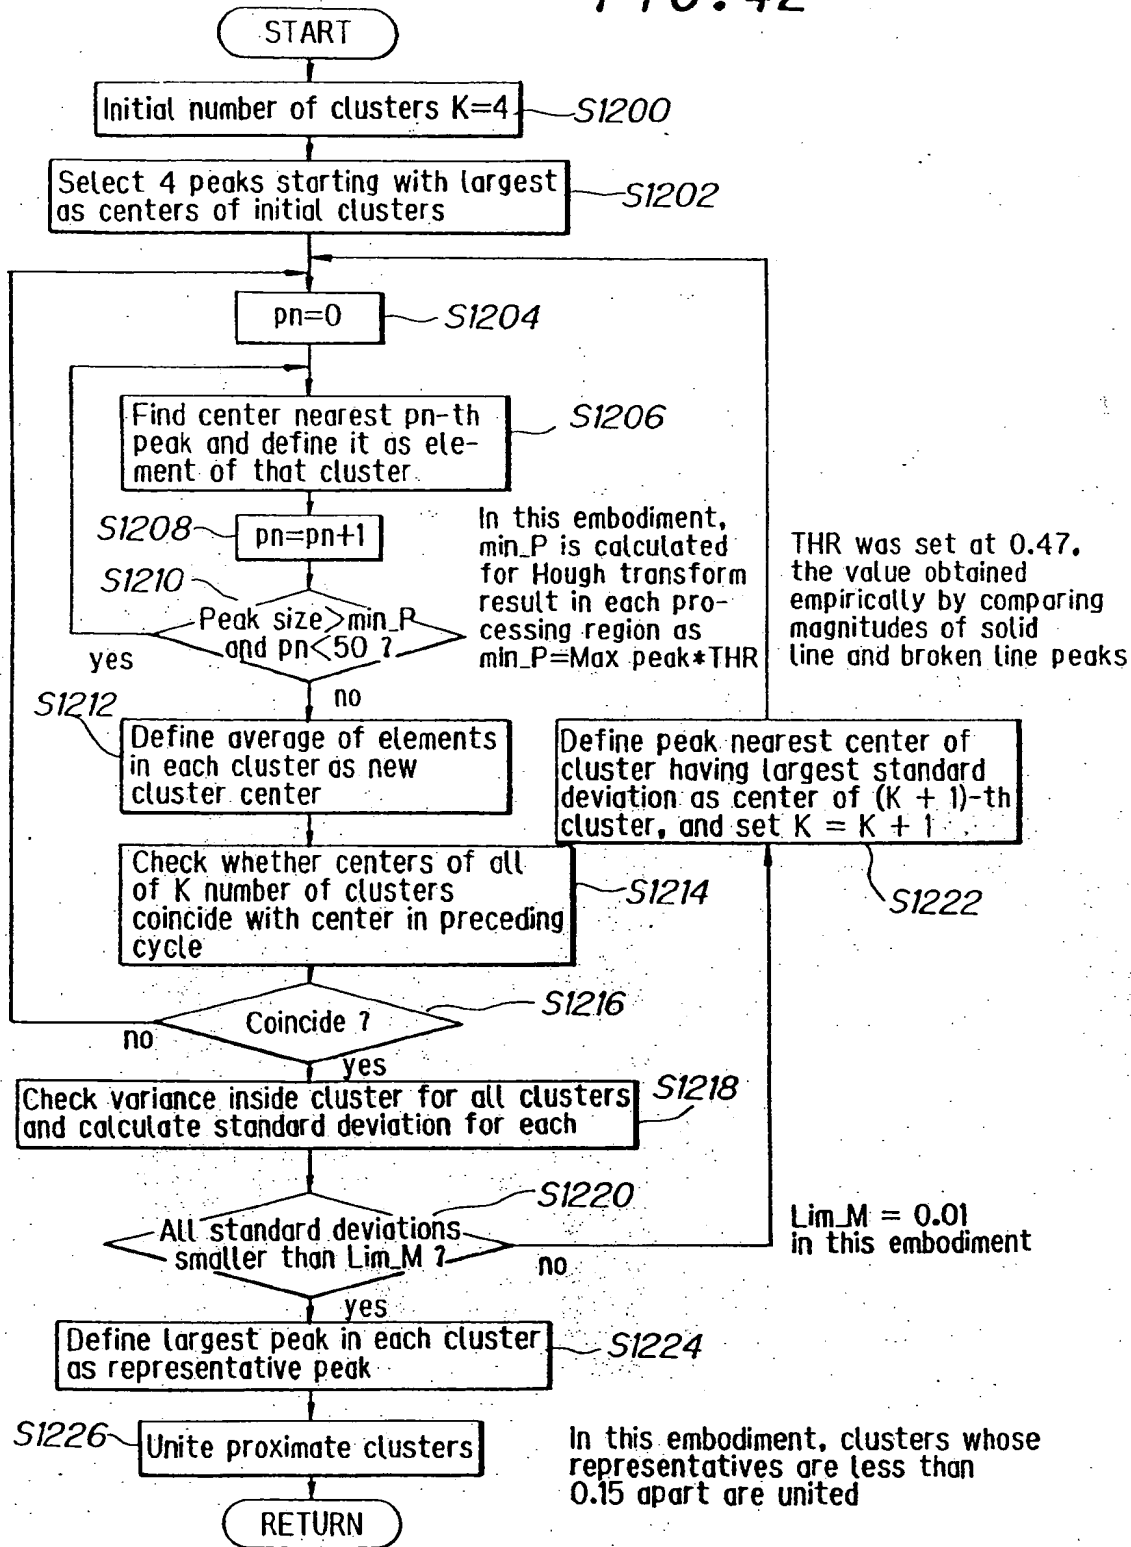 FIG. 42
START
Initial number of clusters K=4
S1200
Select 4 peaks starting with largest
as centers of initial clusters
S1202
pn=0
S1204
Find center nearest pn-th
peak and define it as ele-
ment of that cluster
S1206
S1208
pn=pn+1
In this embodiment,
min_P is calculated
for Hough transform
result in each pro-
cessing region as
min_P=Max peak*THR
THR was set at 0.47,
the value obtained
empirically by comparing
magnitudes of solid
line and broken line peaks
S1210
Peak size>min_P
and pn<50 ?
yes
no
S1212
Define average of elements
in each cluster as new
cluster center
Define peak nearest center of
cluster having largest standard
deviation as center of (K + 1)-th
cluster, and set K = K + 1
S1222
Check whether centers of all
of K number of clusters
coincide with center in preceding
cycle
S1214
Coincide ?
S1216
no
yes
Check variance inside cluster for all clusters
and calculate standard deviation for each
S1218
All standard deviations
smaller than Lim_M ?
S1220
no
yes
Lim_M = 0.01
in this embodiment
Define largest peak in each cluster
as representative peak
S1224
S1226
Unite proximate clusters
In this embodiment, clusters whose
representatives are less than
0.15 apart are united
RETURN